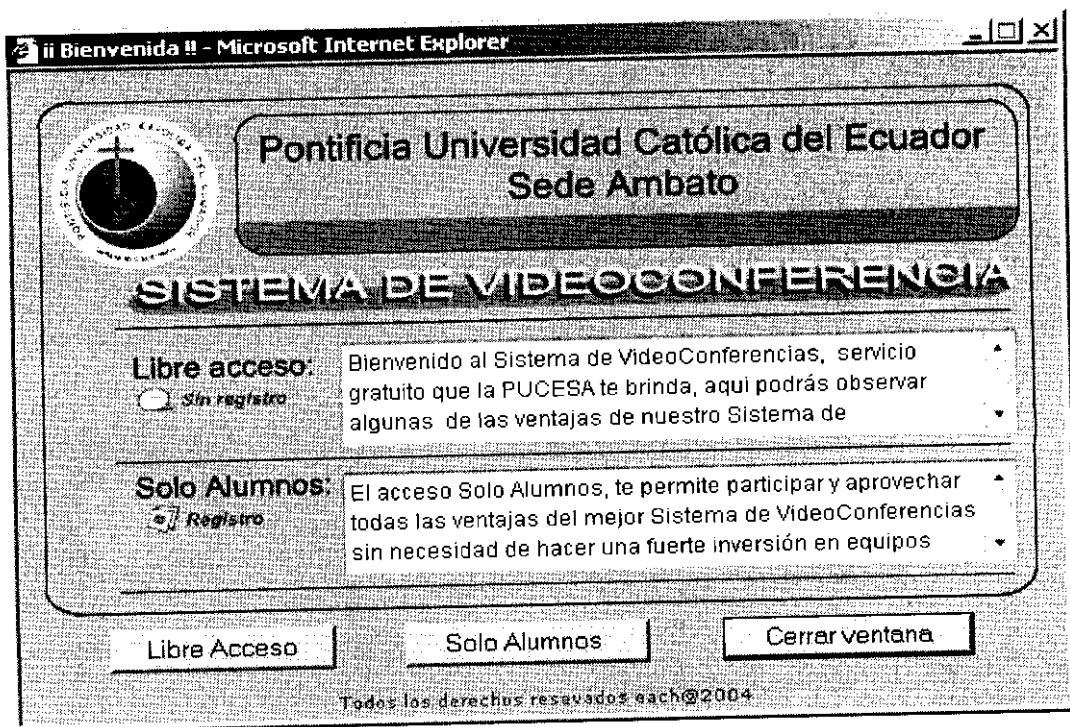 ¡¡ Bienvenida !! - Microsoft Internet Explorer
Pontificia Universidad Católica del Ecuador
Sede Ambato
SISTEMA DE VIDEOCONFERENCIA
Libre acceso:
Sin registro
Bienvenido al Sistema de VideoConferencias, servicio
gratuito que la PUCESA te brinda, aqui podrás observar
algunas de las ventajas de nuestro Sistema de
Solo Alumnos:
Registro
El acceso Solo Alumnos, te permite participar y aprovechar
todas las ventajas del mejor Sistema de VideoConferencias
sin necesidad de hacer una fuerte inversión en equipos
Libre Acceso
Solo Alumnos
Cerrar ventana
Todos los derechos resevados each@2004